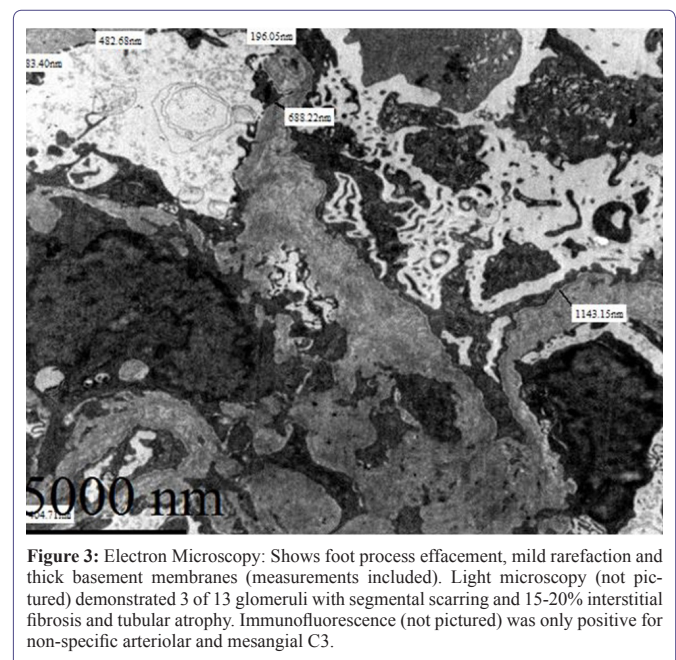 482.68nm
196.05nm
83.40nm
688.22nm
1143.15nm
5000 nm
404.71nm
Figure 3: Electron Microscopy: Shows foot process effacement, mild rarefaction and
thick basement membranes (measurements included). Light microscopy (not pic-
tured) demonstrated 3 of 13 glomeruli with segmental scarring and 15-20% interstitial
fibrosis and tubular atrophy. Immunofluorescence (not pictured) was only positive for
non-specific arteriolar and mesangial C3.